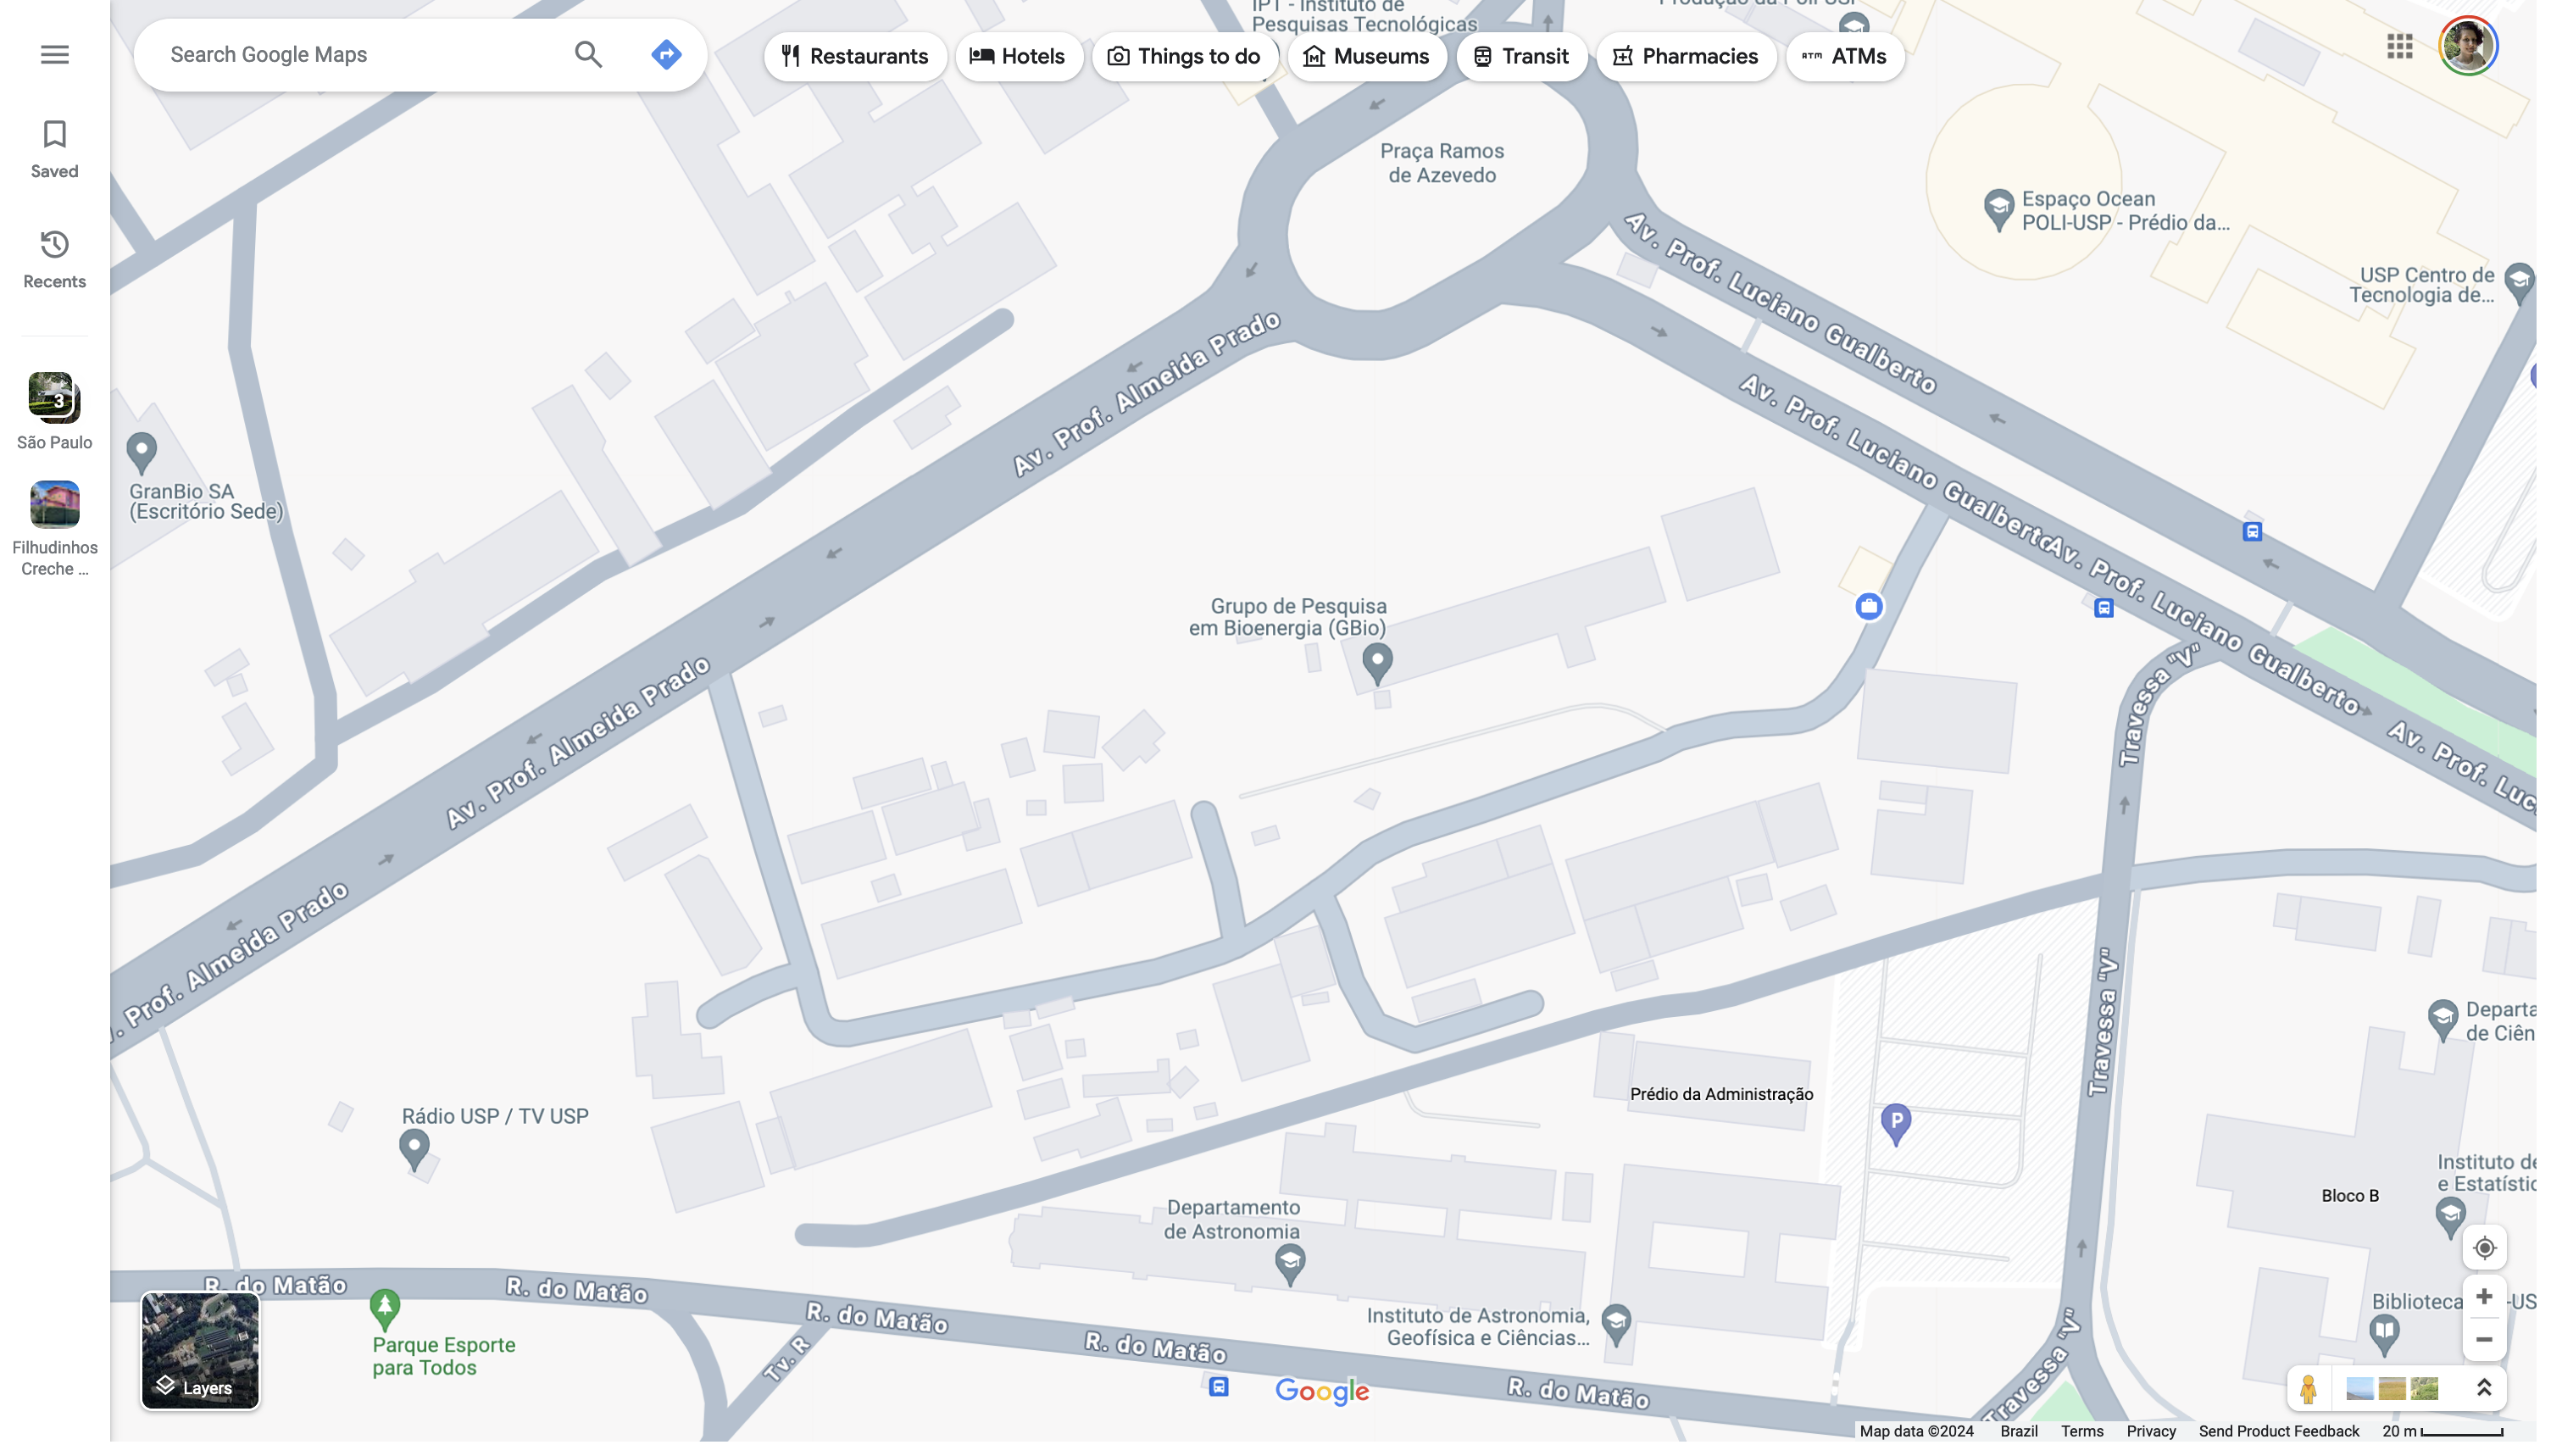 IPT - Instituto de
Pesquisas Tecnológicas
Produção da Poli USP
Search Google Maps
Restaurants
Hotels
Things to do
Museums
Transit
Pharmacies
ATM
ATMs
Saved
Recents
3
São Paulo
Filhudinhos
Creche ...
Praça Ramos
de Azevedo
Espaço Ocean
POLI-USP - Prédio da...
USP Centro de
Tecnologia de...
Av. Prof. Luciano Gualberto
Av. Prof. Luciano Gualberto
Av. Prof. Luciano Gualberto
Av. Prof. Luc
Av. Prof. Almeida Prado
Av. Prof. Almeida Prado
Av. Prof. Almeida Prado
. Prof. Almeida Prado
GranBio SA
(Escritório Sede)
Grupo de Pesquisa
em Bioenergia (GBio)
Travessa "V"
Travessa "V"
Travessa "V"
Departa
de Ciên
Prédio da Administração
P
Rádio USP / TV USP
Instituto de
e Estatístic
Bloco B
Departamento
de Astronomia
R. do Matão
R. do Matão
R. do Matão
R. do Matão
R. do Matão
Tv. R
Instituto de Astronomia,
Geofísica e Ciências...
Biblioteca
-US
Parque Esporte
para Todos
Layers
Google
Map data ©2024
Brazil
Terms
Privacy
Send Product Feedback
20 m